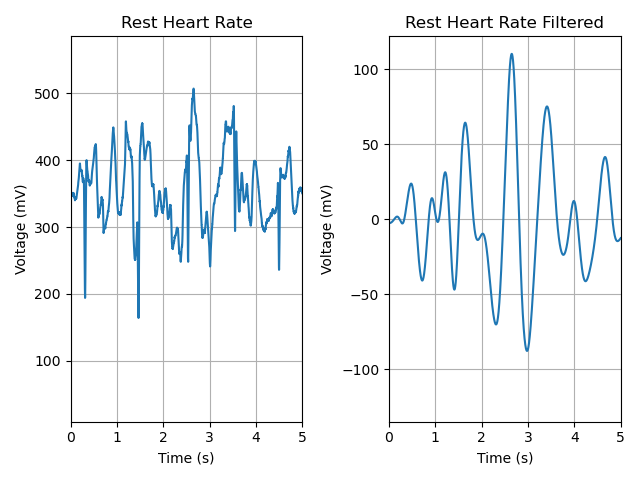 Rest Heart Rate
Voltage (mV)
500
400
300
200
100
0 1 2 3 4 5
Time (s)
Rest Heart Rate Filtered
Voltage (mV)
100
50
0
−50
−100
0 1 2 3 4 5
Time (s)